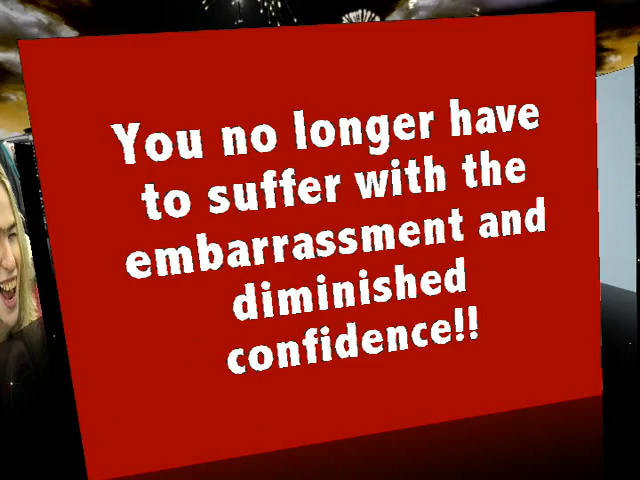 You no longer have
to suffer with the
embarrassment and
diminished
confidence!!